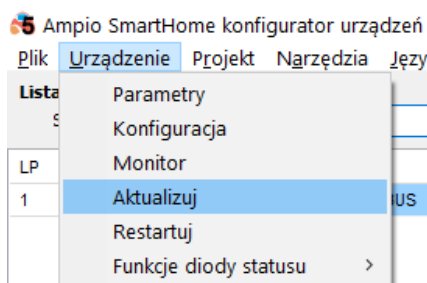 Ampio SmartHome konfigurator urządzeń
Plik Urządzenie Projekt Narzędzia
Lista
Parametry
Konfiguracja
LP Monitor
1 Aktualizuj
Restartuj
Funkcje diody statusu >